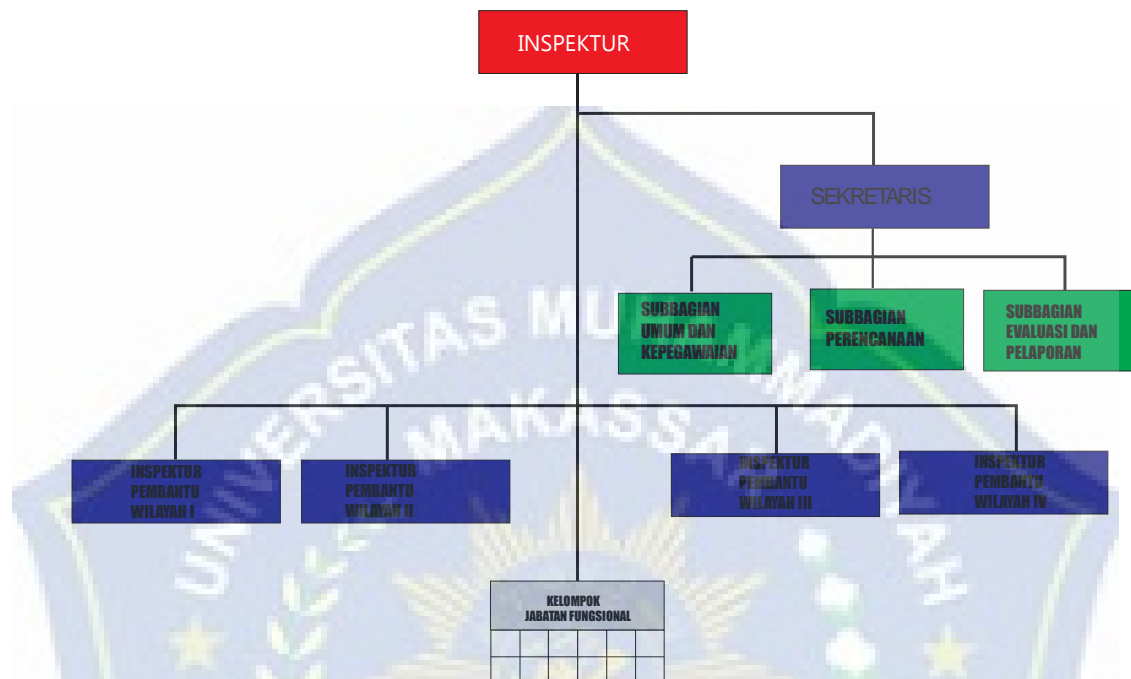 INSPEKTUR
SEKRETARIS
SUBBAGIAN
UMUM DAN
KEPEGAWAIAN
SUBBAGIAN
PERENCANAAN
SUBBAGIAN
EVALUASI DAN
PELAPORAN
UNIVERSITAS MUHAMMADIYAH
MAKASSAR
INSPEKTUR
PEMBANTU
WILAYAH I
INSPEKTUR
PEMBANTU
WILAYAH II
INSPEKTUR
PEMBANTU
WILAYAH III
INSPEKTUR
PEMBANTU
WILAYAH IV
KELOMPOK
JABATAN FUNGSIONAL